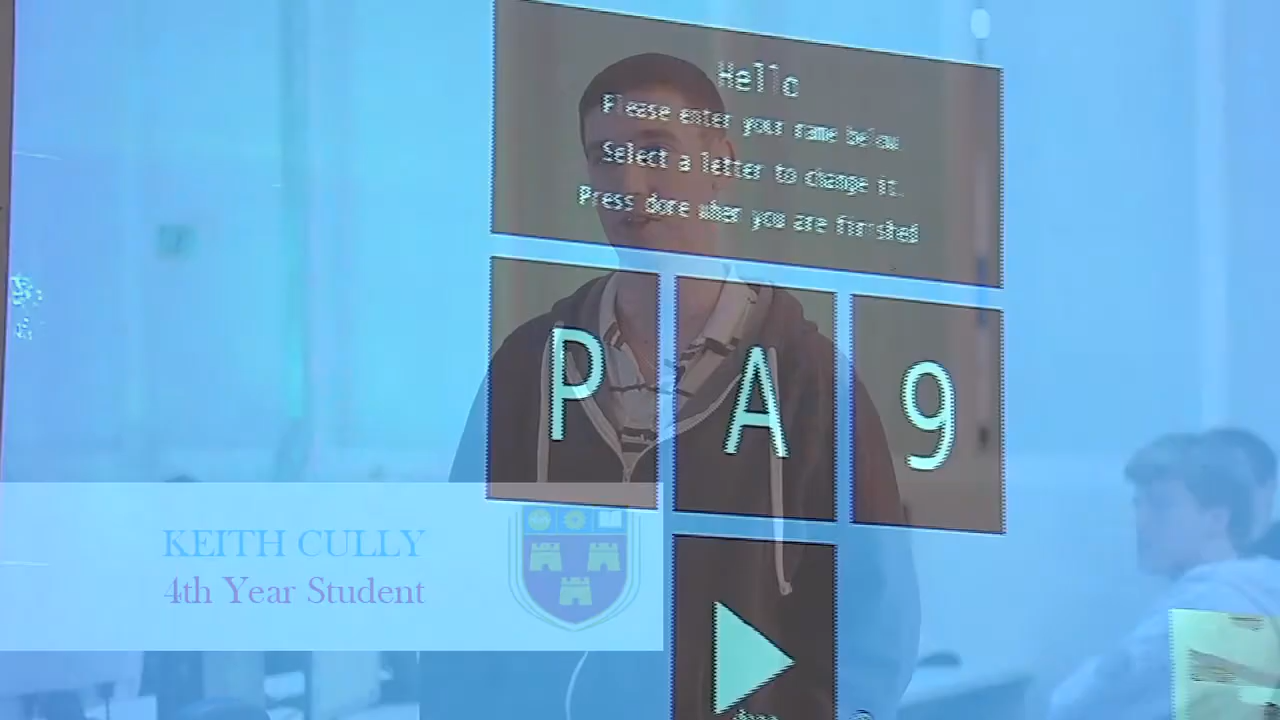 Hello
Please enter your name below
Select a letter to change it.
Press done when you are finished
P A 9
KEITH CULLY
4th Year Student
done